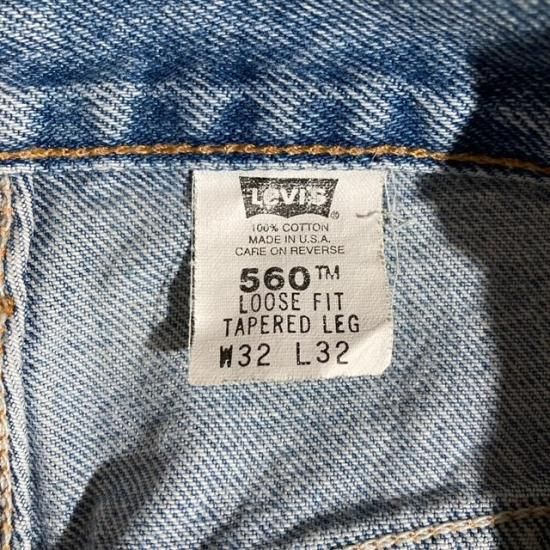 Levi's ®
100% COTTON
MADE IN U.S.A.
CARE ON REVERSE
560™
LOOSE FIT
TAPERED LEG
W32 L32